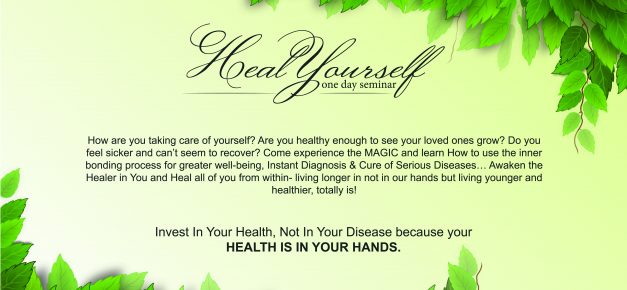 Heal Yourself
one day seminar
How are you taking care of yourself? Are you healthy enough to see your loved ones grow? Do you
feel sicker and can't seem to recover? Come experience the MAGIC and learn How to use the inner
bonding process for greater well-being, Instant Diagnosis & Cure of Serious Diseases... Awaken the
Healer in You and Heal all of you from within- living longer in not in our hands but living younger and
healthier, totally is!
Invest In Your Health, Not In Your Disease because your
HEALTH IS IN YOUR HANDS.